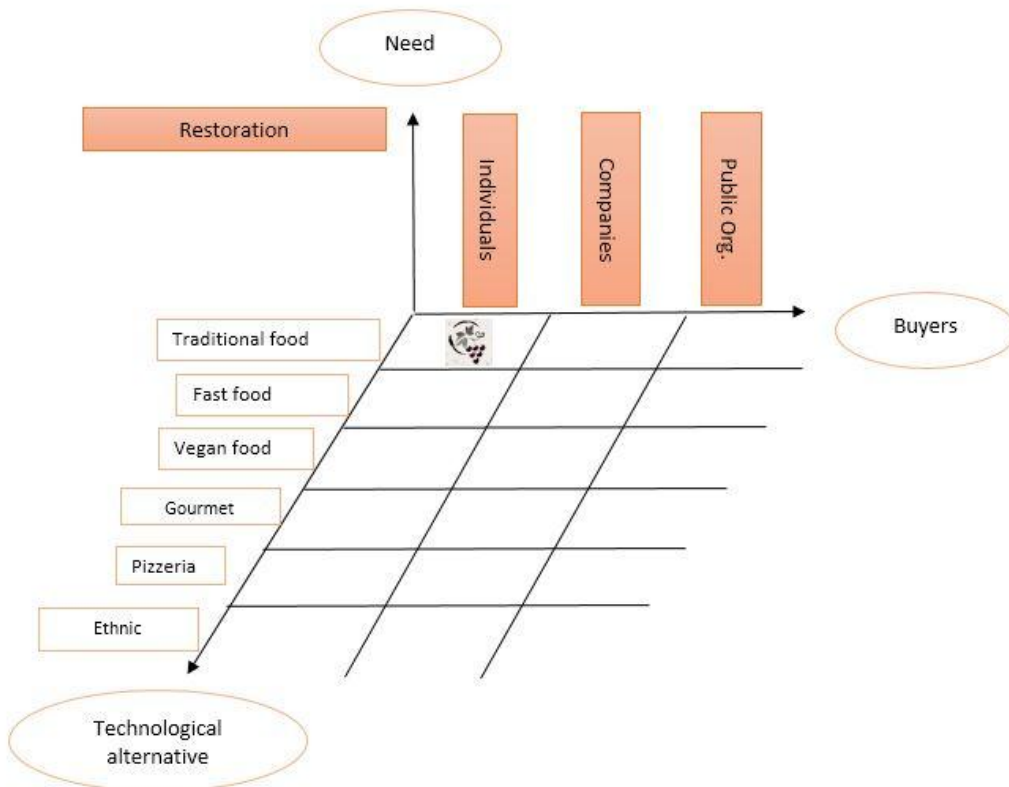 Need
Restoration
Individuals
Companies
Public Org.
Buyers
Traditional food
Fast food
Vegan food
Gourmet
Pizzeria
Ethnic
Technological
alternative